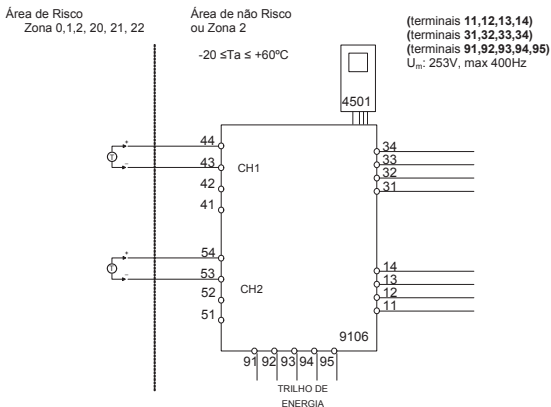 Área de Risco
Zona 0,1,2, 20, 21, 22
Área de não Risco
ou Zona 2
-20 ≤Ta ≤ +60ºC
(terminais 11,12,13,14)
(terminais 31,32,33,34)
(terminais 91,92,93,94,95)
Um: 253V, max 400Hz
4501
44
43
CH1
42
41
34
33
32
31
54
53
CH2
52
51
14
13
12
11
9106
91 92 93 94 95
TRILHO DE
ENERGIA